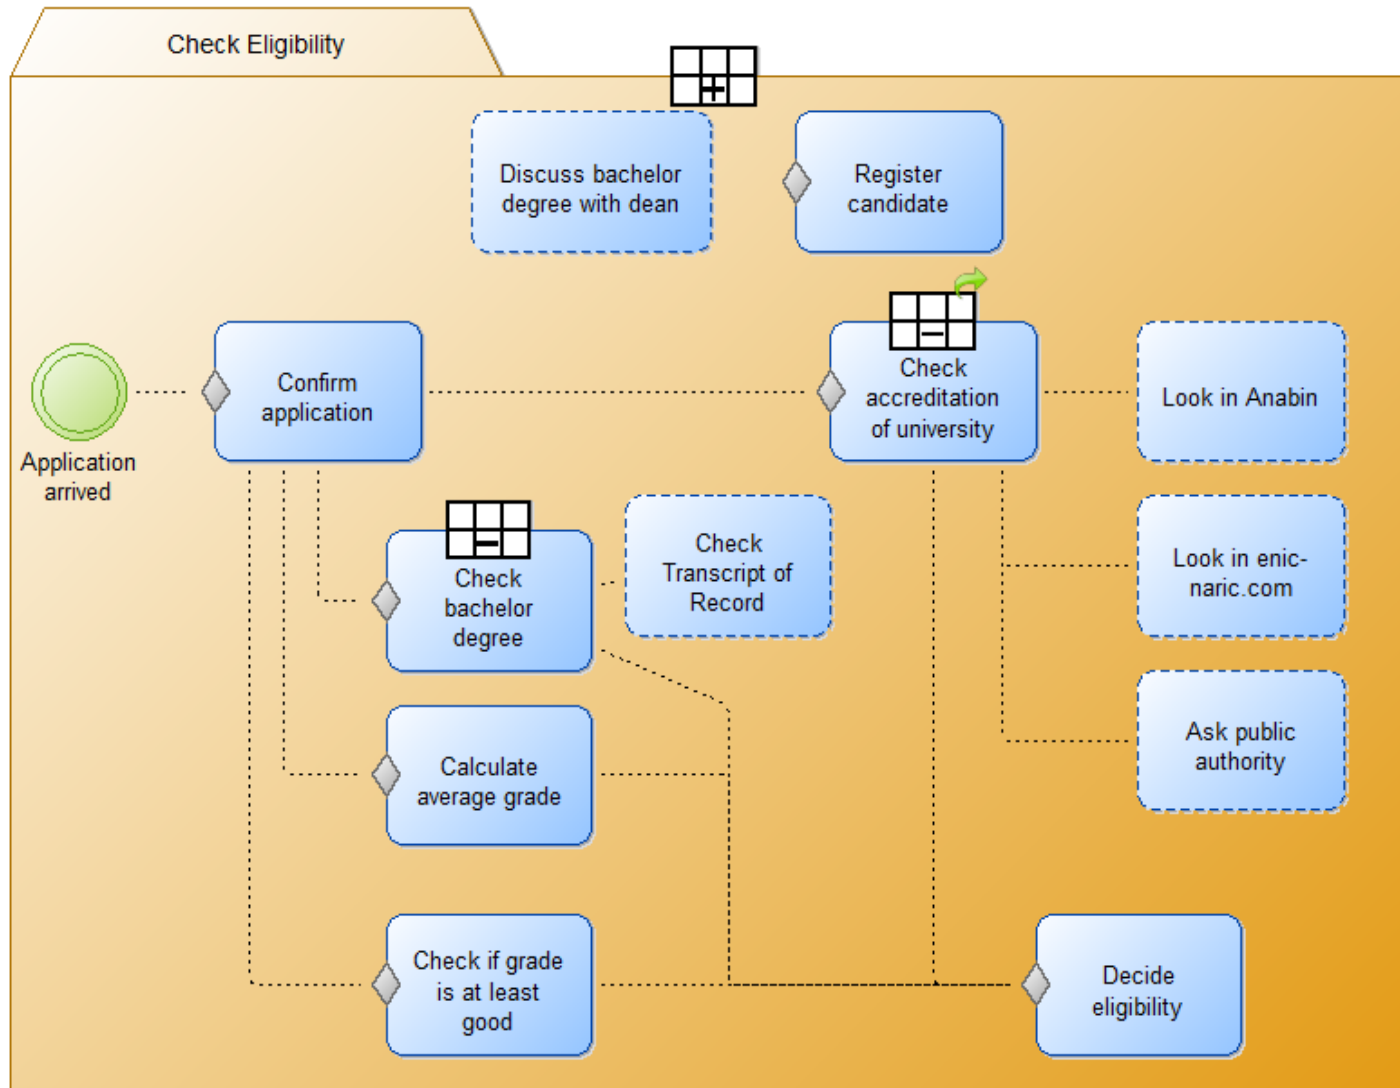 Check Eligibility
Discuss bachelor
degree with dean
Register
candidate
Application
arrived
Confirm
application
Check
accreditation
of university
Look in Anabin
Check
bachelor
degree
Check
Transcript of
Record
Look in enic-
naric.com
Calculate
average grade
Ask public
authority
Check if grade
is at least
good
Decide
eligibility